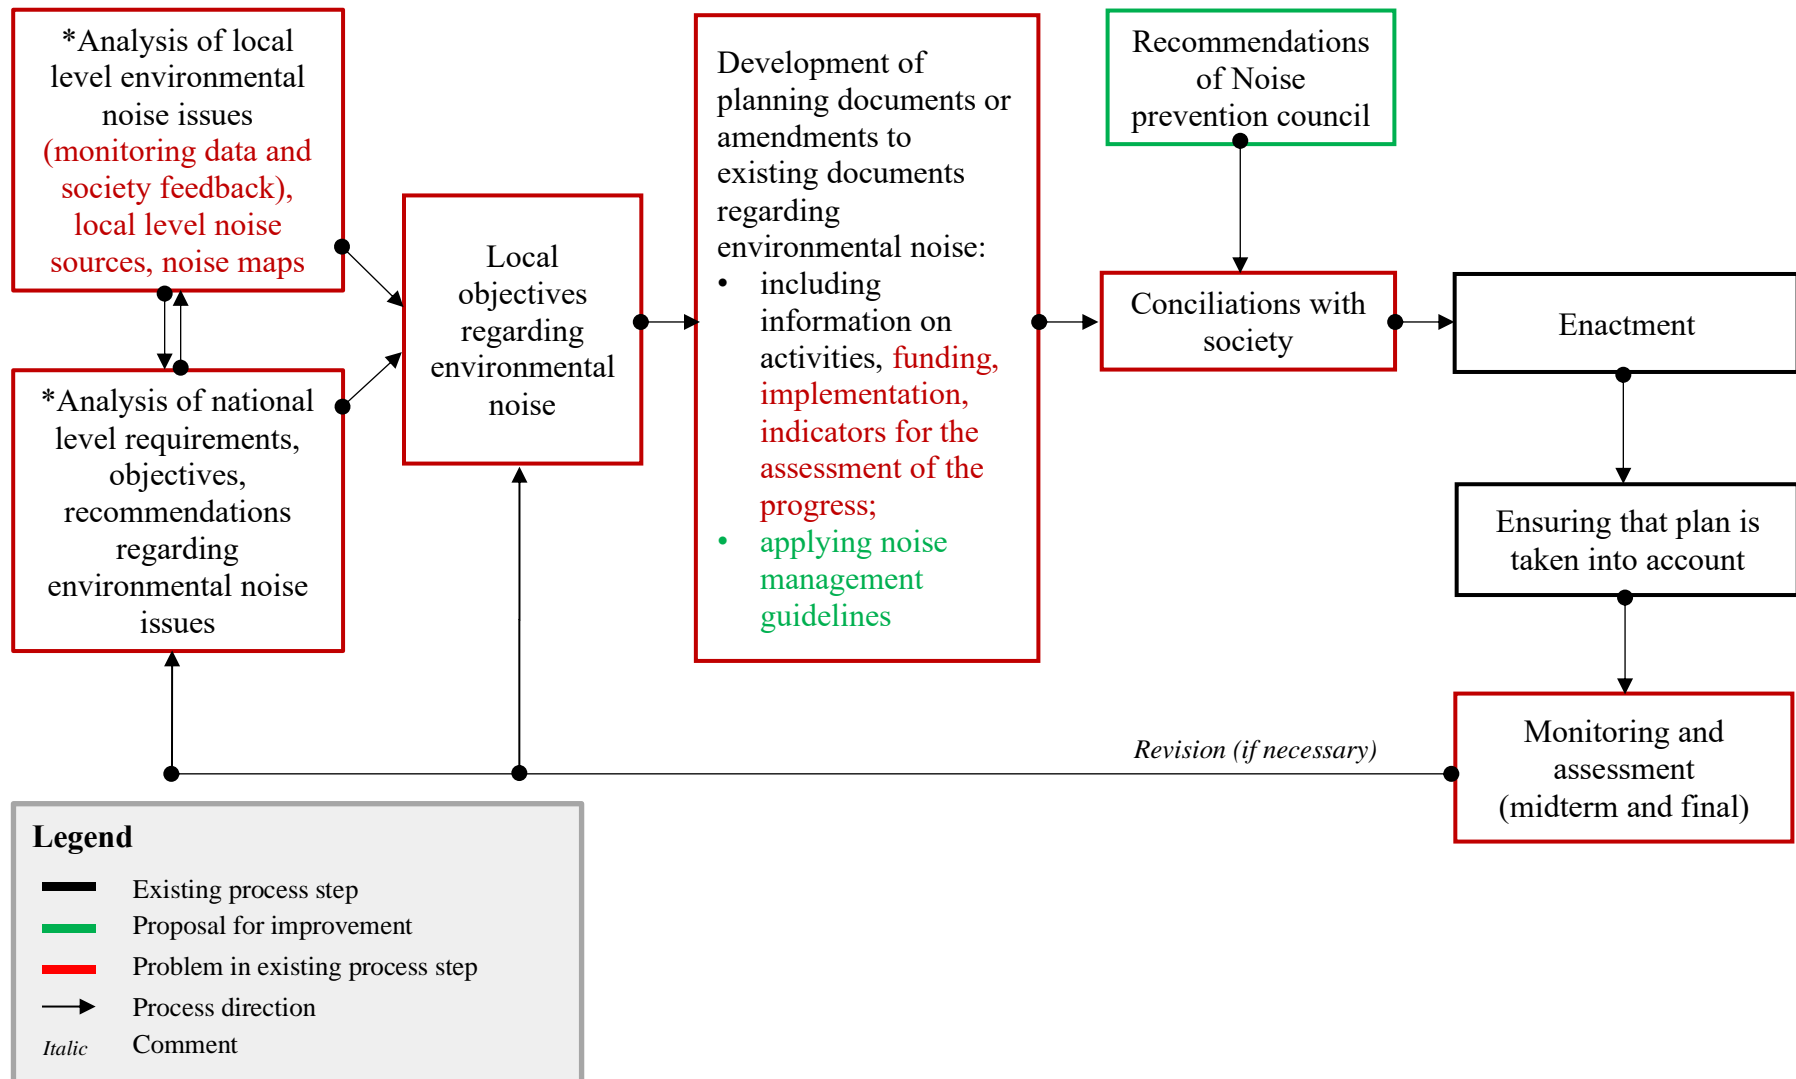 *Analysis of local
level environmental
noise issues
(monitoring data and
society feedback),
local level noise
sources, noise maps
*Analysis of national
level requirements,
objectives,
recommendations
regarding
environmental noise
issues
Local
objectives
regarding
environmental
noise
Development of
planning documents or
amendments to
existing documents
regarding
environmental noise:
• including
information on
activities, funding,
implementation,
indicators for the
assessment of the
progress;
• applying noise
management
guidelines
Recommendations
of Noise
prevention council
Conciliations with
society
Enactment
Ensuring that plan is
taken into account
Monitoring and
assessment
(midterm and final)
Revision (if necessary)
Legend
Existing process step
Proposal for improvement
Problem in existing process step
Process direction
Italic Comment